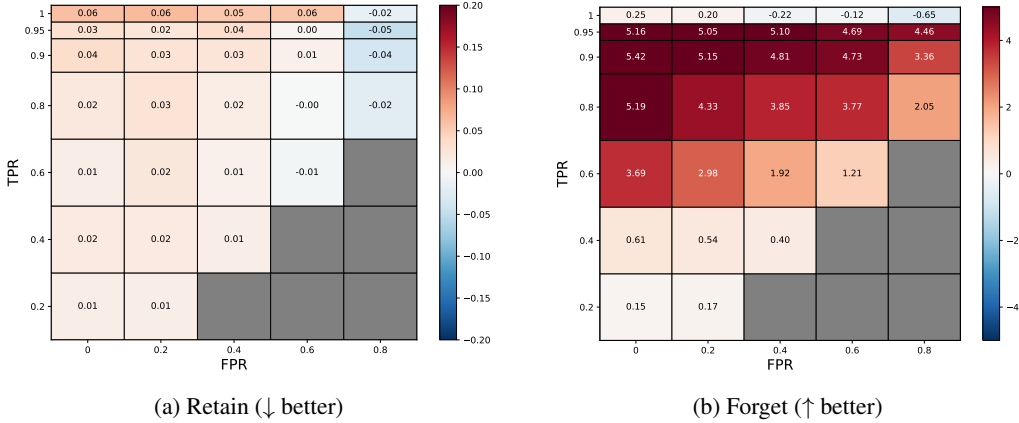 1 0.06 0.06 0.05 0.06 -0.02
0.95 0.03 0.02 0.04 0.00 -0.05
0.9 0.04 0.03 0.03 0.01 -0.04
0.8 0.02 0.03 0.02 -0.00 -0.02
0.6 0.01 0.02 0.01 -0.01
0.4 0.02 0.02 0.01
0.2 0.01 0.01
TPR
0 0.2 0.4 0.6 0.8
FPR
0.20
0.15
0.10
0.05
0.00
−0.05
−0.10
−0.15
−0.20
(a) Retain (↓ better)
1 0.25 0.20 -0.22 -0.12 -0.65
0.95 5.16 5.05 5.10 4.69 4.46
0.9 5.42 5.15 4.81 4.73 3.36
0.8 5.19 4.33 3.85 3.77 2.05
0.6 3.69 2.98 1.92 1.21
0.4 0.61 0.54 0.40
0.2 0.15 0.17
TPR
0 0.2 0.4 0.6 0.8
FPR
4
2
0
−2
−4
(b) Forget (↑ better)